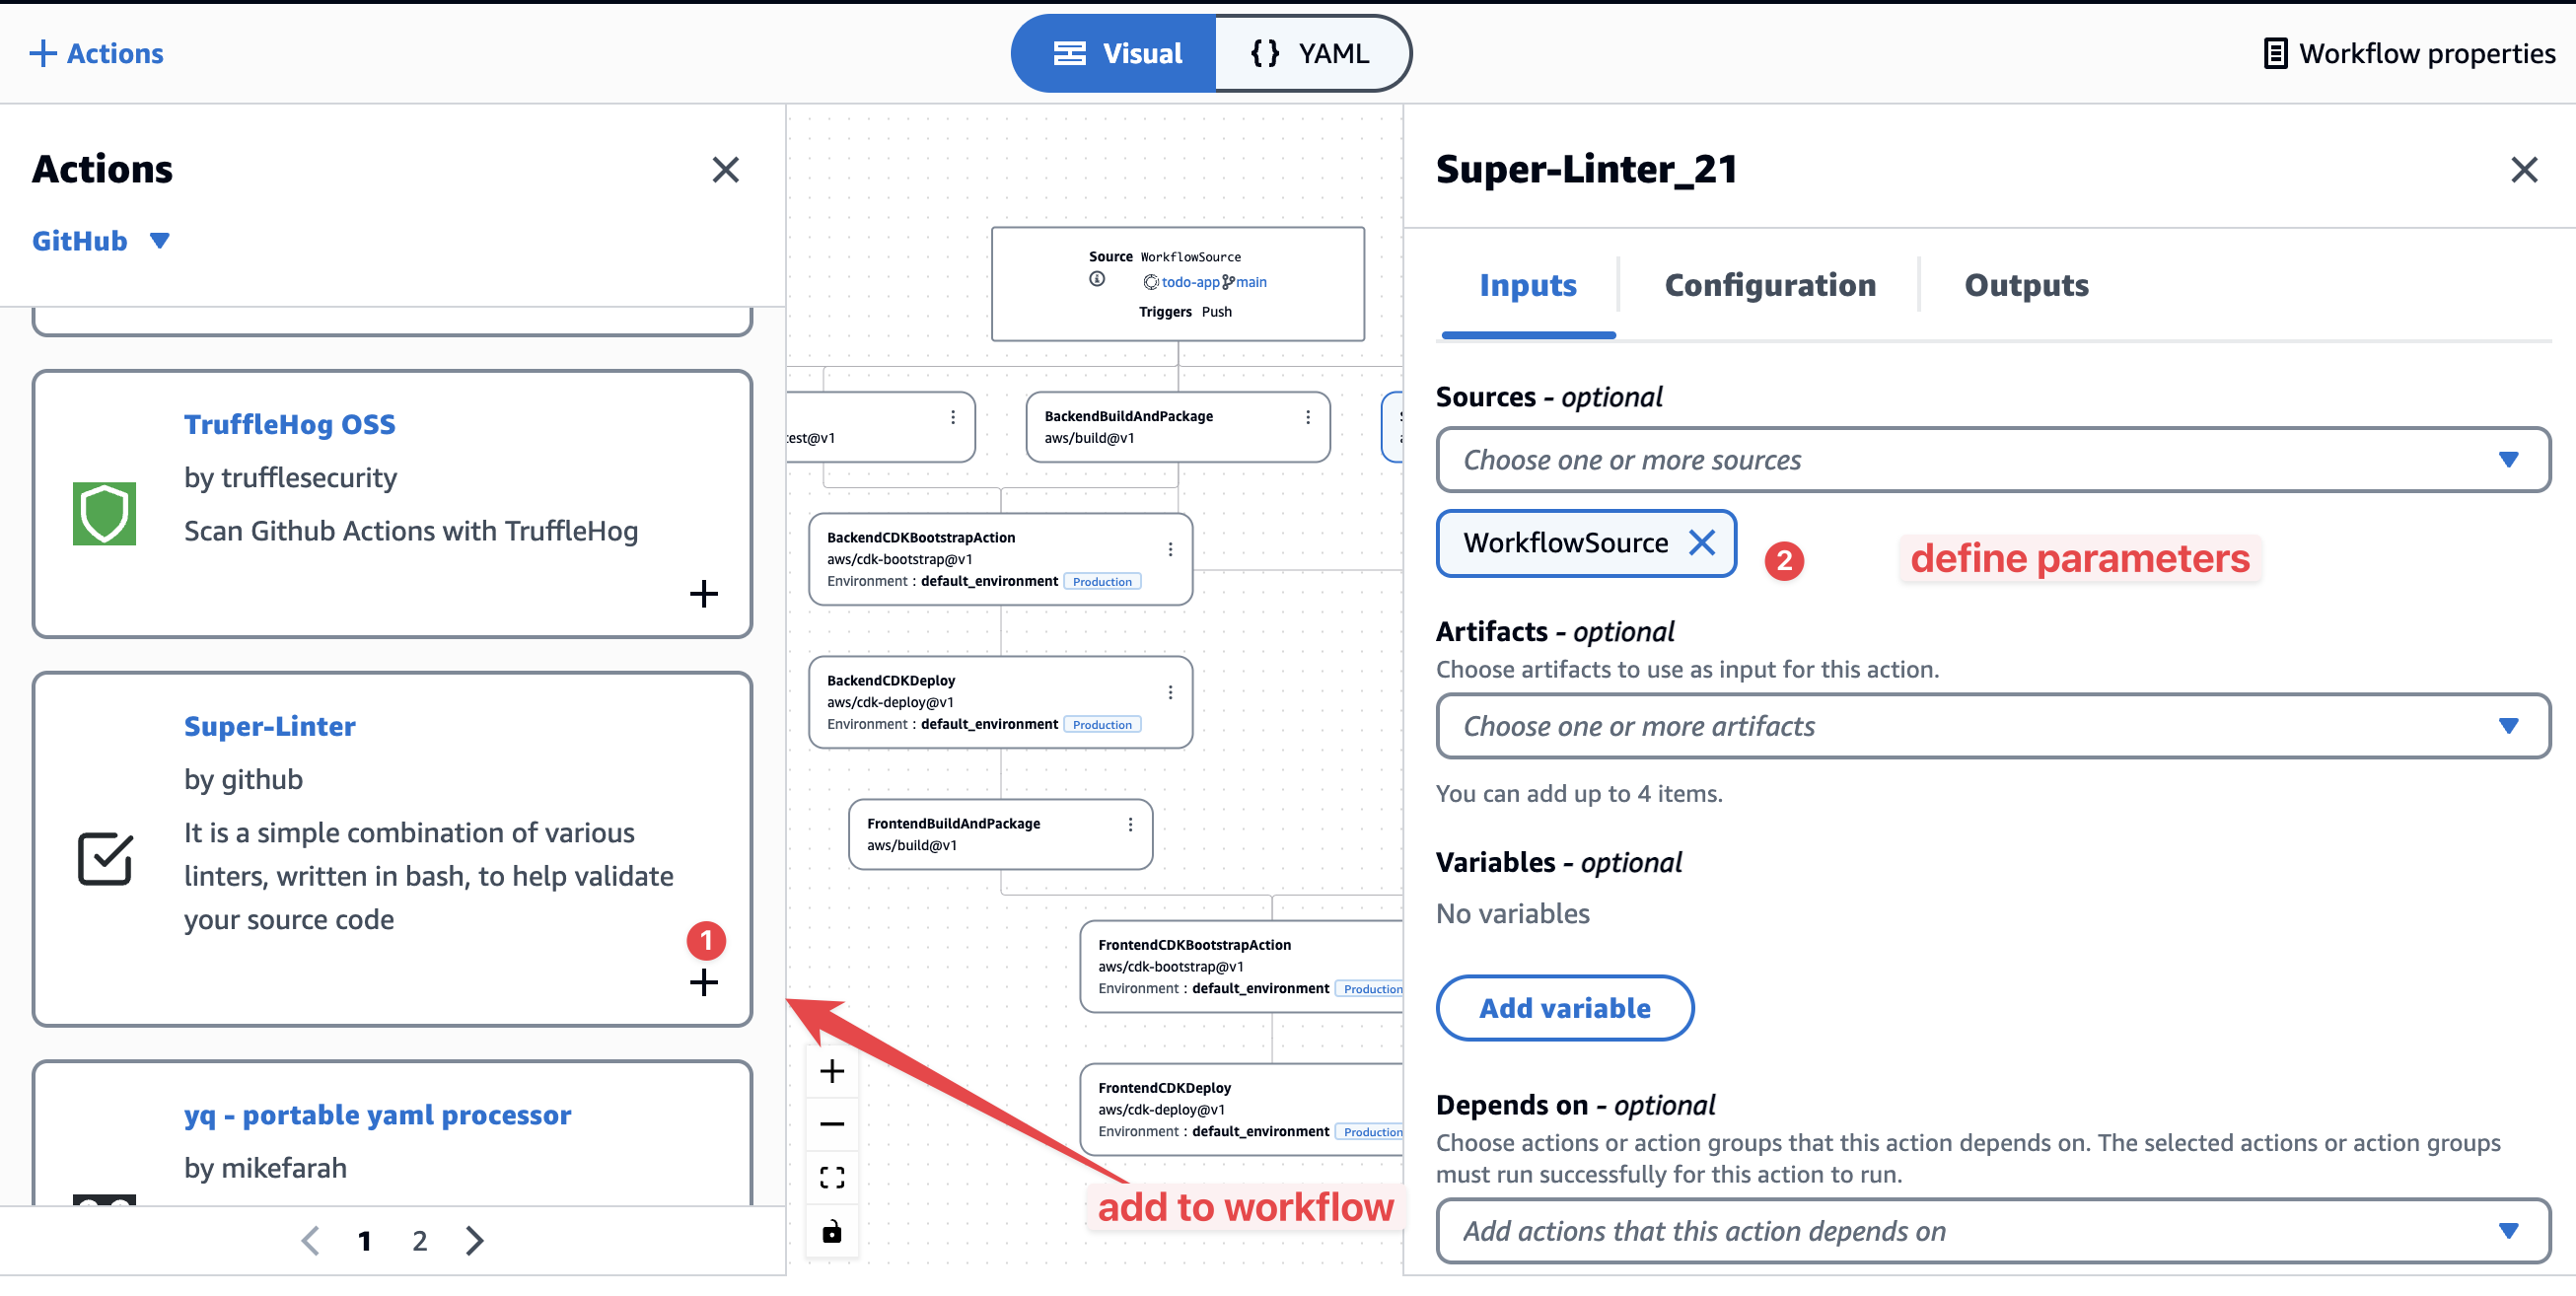 Actions
Visual
{} YAML
Workflow properties
Actions
GitHub
TruffleHog OSS
by trufflesecurity
Scan Github Actions with TruffleHog
Super-Linter
by github
It is a simple combination of various
linters, written in bash, to help validate
your source code
1
yq - portable yaml processor
by mikefarah
1
2
Source WorkflowSource
todo-app main
Triggers Push
test@v1
BackendBuildAndPackage
aws/build@v1
BackendCDKBootstrapAction
aws/cdk-bootstrap@v1
Environment : default_environment Production
BackendCDKDeploy
aws/cdk-deploy@v1
Environment : default_environment Production
FrontendBuildAndPackage
aws/build@v1
FrontendCDKBootstrapAction
aws/cdk-bootstrap@v1
Environment : default_environment Production
FrontendCDKDeploy
aws/cdk-deploy@v1
Environment : default_environment Production
add to workflow
Super-Linter_21
Inputs
Configuration
Outputs
Sources - optional
Choose one or more sources
WorkflowSource
2
define parameters
Artifacts - optional
Choose artifacts to use as input for this action.
Choose one or more artifacts
You can add up to 4 items.
Variables - optional
No variables
Add variable
Depends on - optional
Choose actions or action groups that this action depends on. The selected actions or action groups
must run successfully for this action to run.
Add actions that this action depends on